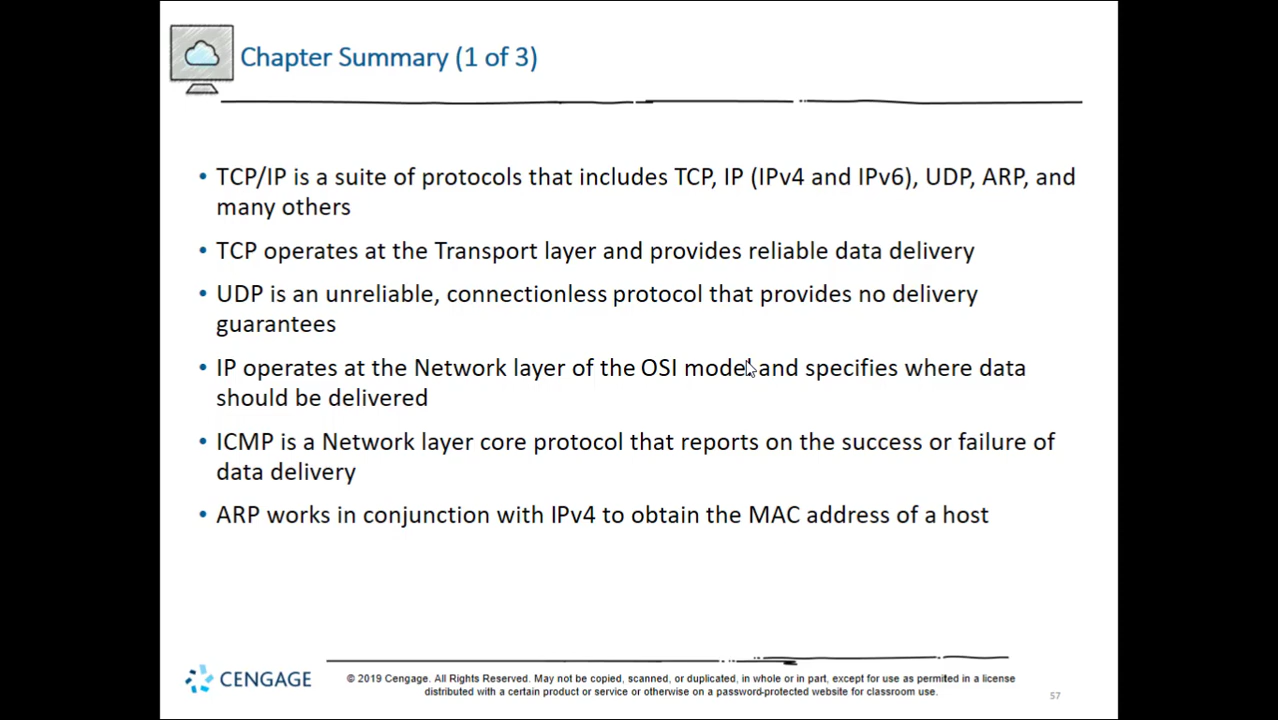 Chapter Summary (1 of 3)
• TCP/IP is a suite of protocols that includes TCP, IP (IPv4 and IPv6), UDP, ARP, and
many others
• TCP operates at the Transport layer and provides reliable data delivery
• UDP is an unreliable, connectionless protocol that provides no delivery
guarantees
• IP operates at the Network layer of the OSI model and specifies where data
should be delivered
• ICMP is a Network layer core protocol that reports on the success or failure of
data delivery
• ARP works in conjunction with IPv4 to obtain the MAC address of a host
CENGAGE
© 2019 Cengage. All Rights Reserved. May not be copied, scanned, or duplicated, in whole or in part, except for use as permitted in a license
distributed with a certain product or service or otherwise on a password-protected website for classroom use.
57